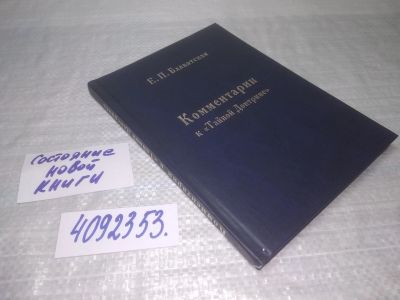 Е. П. Блаватская
Комментарии
к «Тайной Доктрине»
состояние
новой
книги
4092353.